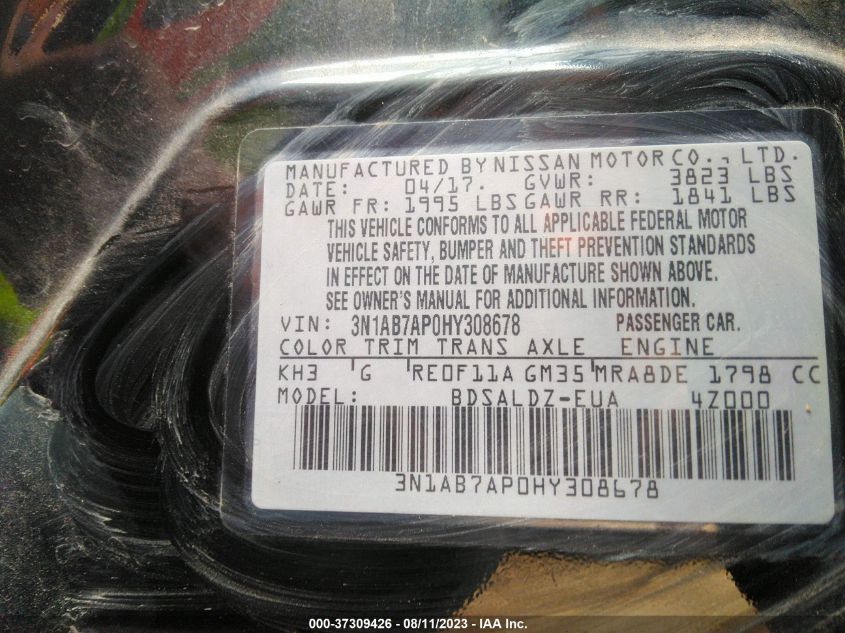 MANUFACTURED BY NISSAN MOTOR CO., LTD.
DATE: 04/17. GVWR: 3823 LBS
GAWR FR: 1995 LBS GAWR RR: 1841 LBS
THIS VEHICLE CONFORMS TO ALL APPLICABLE FEDERAL MOTOR
VEHICLE SAFETY, BUMPER AND THEFT PREVENTION STANDARDS
IN EFFECT ON THE DATE OF MANUFACTURE SHOWN ABOVE.
SEE OWNER'S MANUAL FOR ADDITIONAL INFORMATION.
VIN: 3N1AB7AP0HY308678 PASSENGER CAR.
COLOR TRIM TRANS AXLE ENGINE
KH3 G RE0F11A GM35 MRA8DE 1798 CC
MODEL: BDSALDZ-EUA 4Z000
3N1AB7AP0HY308678
000-37309426 - 08/11/2023 - IAA Inc.